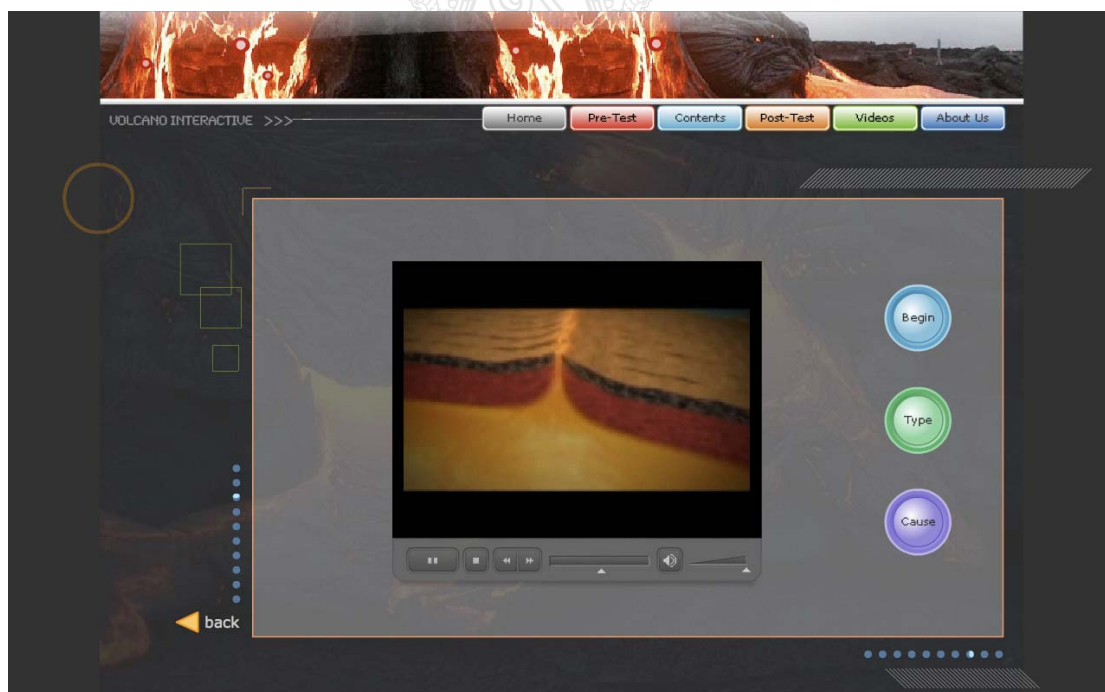 VOLCANO INTERACTIVE >>>
Home Pre-Test Contents Post-Test Videos About Us
Begin
Type
Cause
back